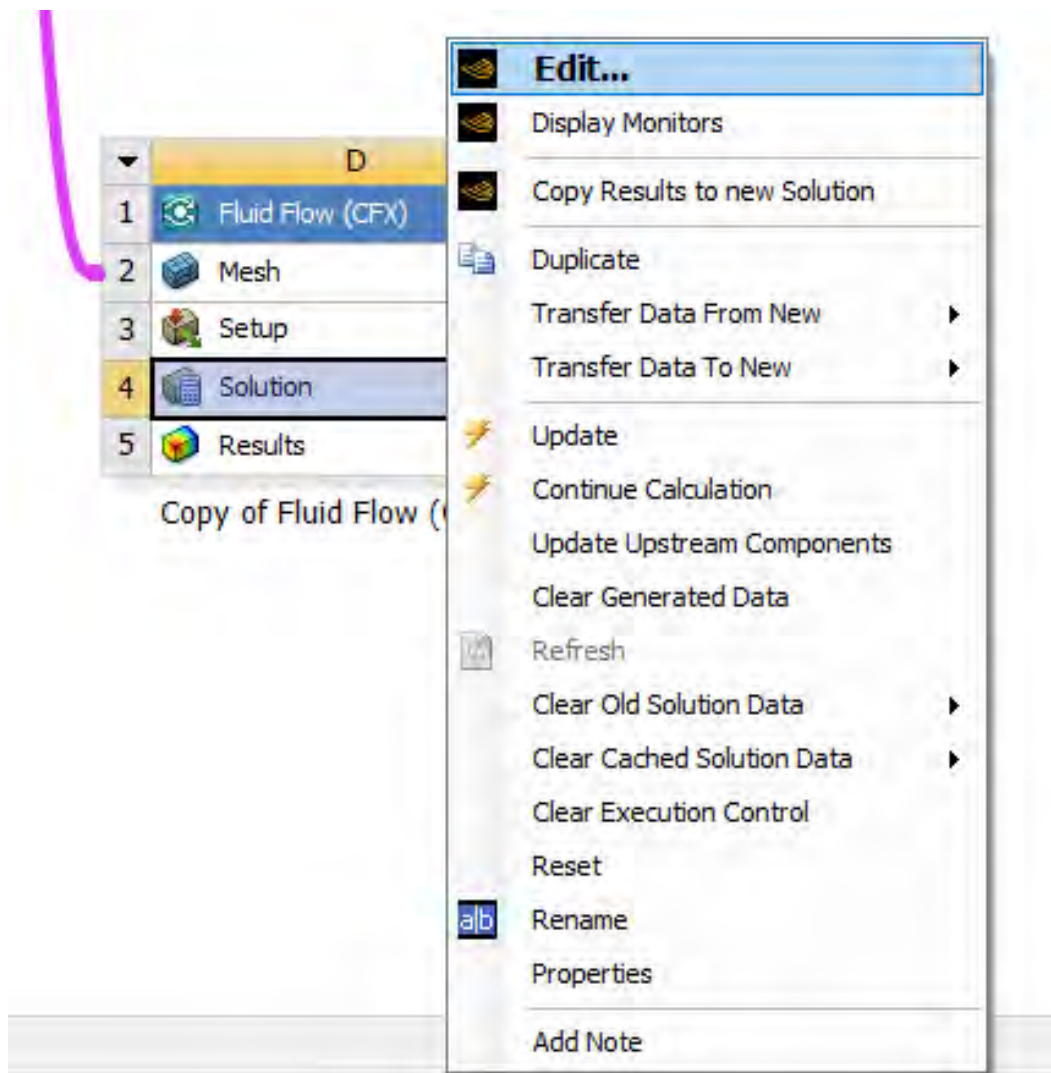 D
1 Fluid Flow (CFX)
2 Mesh
3 Setup
4 Solution
5 Results
Copy of Fluid Flow (
Edit...
Display Monitors
Copy Results to new Solution
Duplicate
Transfer Data From New
Transfer Data To New
Update
Continue Calculation
Update Upstream Components
Clear Generated Data
Refresh
Clear Old Solution Data
Clear Cached Solution Data
Clear Execution Control
Reset
a|b Rename
Properties
Add Note